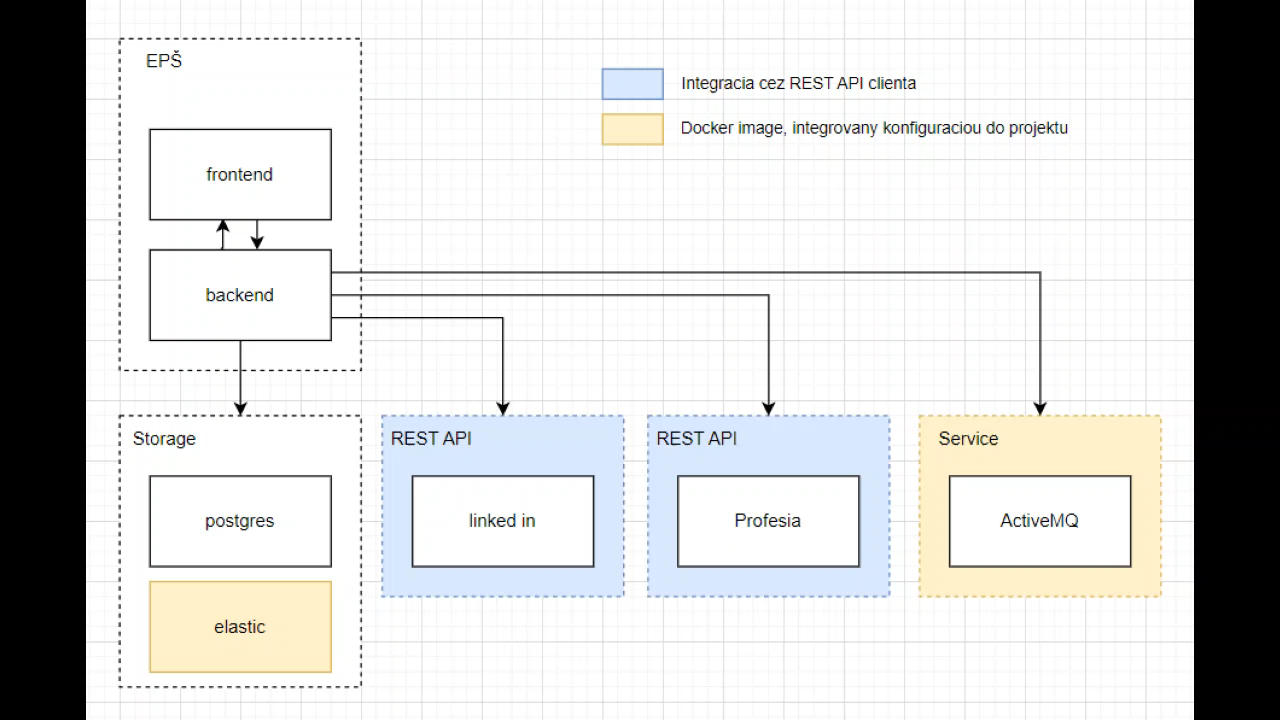 EPŠ
Integracia cez REST API clienta
Docker image, integrovany konfiguraciou do projektu
frontend
backend
Storage
REST API
REST API
Service
postgres
linked in
Profesia
ActiveMQ
elastic